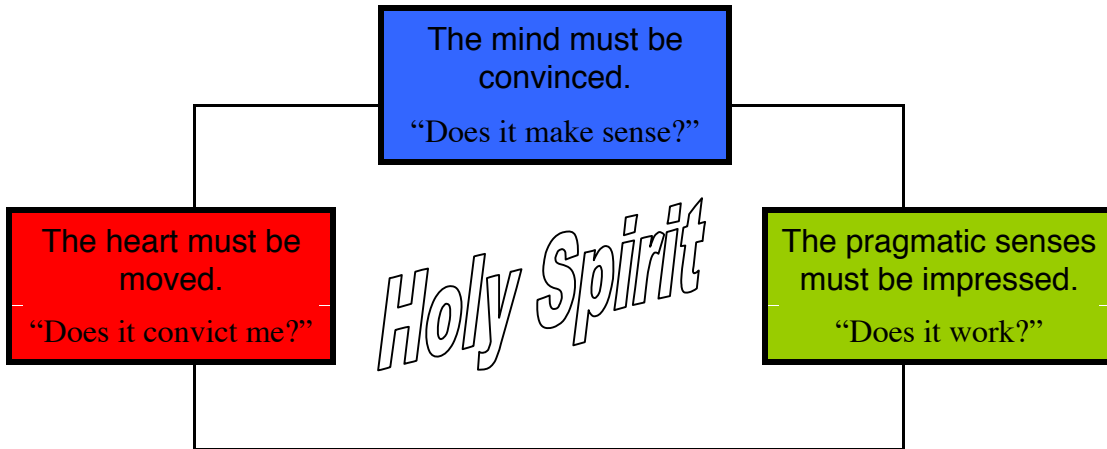 The mind must be
convinced.
“Does it make sense?”
The heart must be
moved.
“Does it convict me?”
Holy Spirit
The pragmatic senses
must be impressed.
“Does it work?”